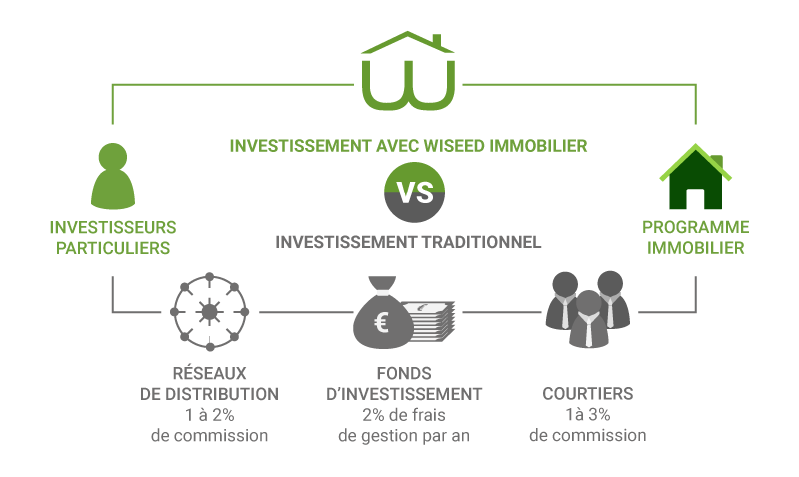 INVESTISSEMENT AVEC WISEED IMMOBILIER
VS
INVESTISSEMENT TRADITIONNEL
INVESTISSEURS
PARTICULIERS
PROGRAMME
IMMOBILIER
€
RÉSEAUX
DE DISTRIBUTION
1 à 2%
de commission
FONDS
D'INVESTISSEMENT
2% de frais
de gestion par an
COURTIERS
1à 3%
de commission